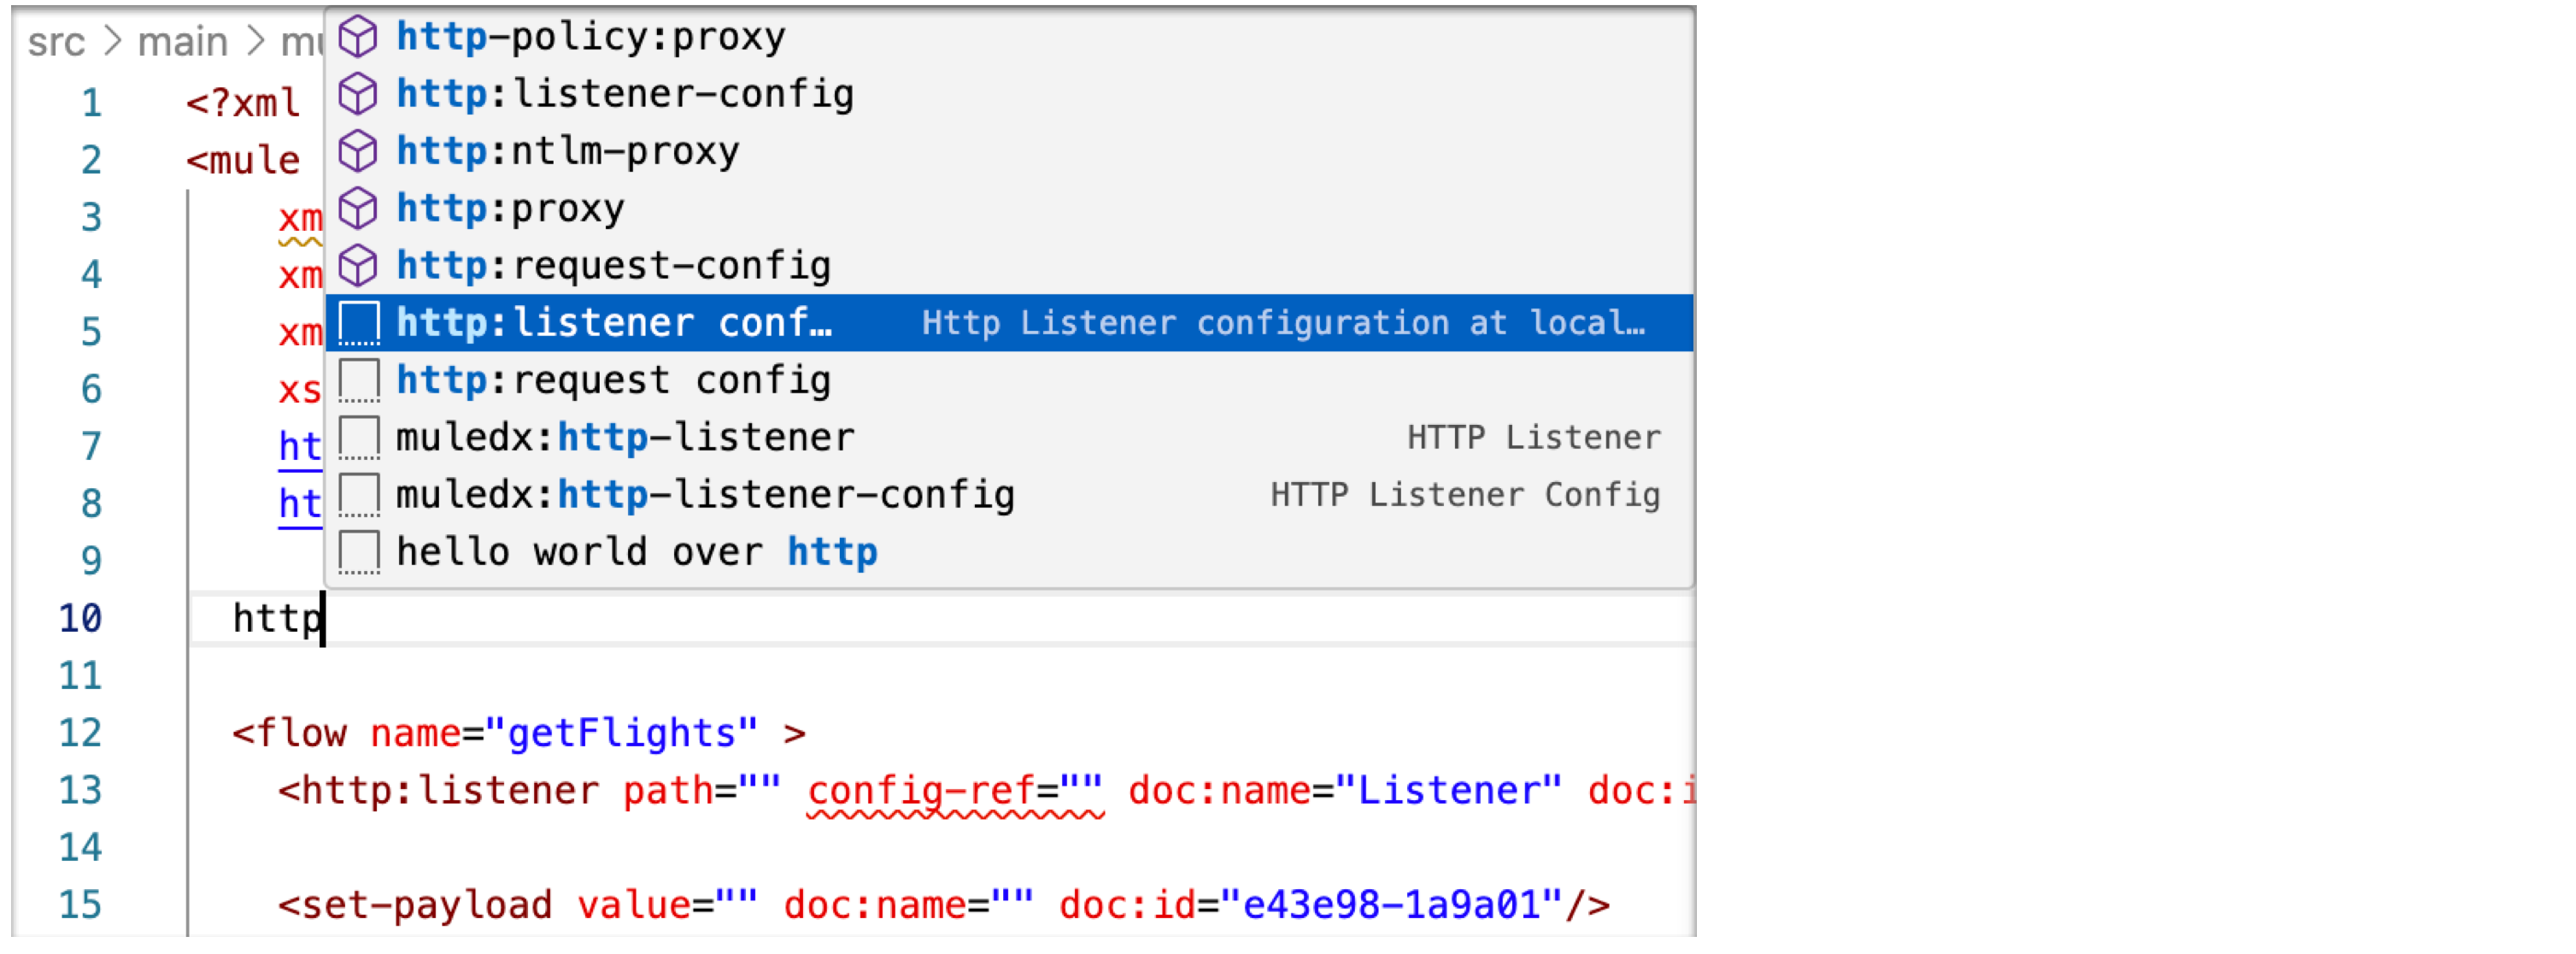 src > main > mu
http-policy:proxy
http:listener-config
http:ntlm-proxy
http:proxy
http:request-config
http:listener conf… Http Listener configuration at local…
http:request config
muledx:http-listener HTTP Listener
muledx:http-listener-config HTTP Listener Config
hello world over http
1 <?xml
2 <mule
3 xm
4 xm
5 xm
6 xs
7 ht
8 ht
9
10 http
11
12 <flow name="getFlights" >
13 <http:listener path="" config-ref="" doc:name="Listener" doc:i
14
15 <set-payload value="" doc:name="" doc:id="e43e98-1a9a01"/>